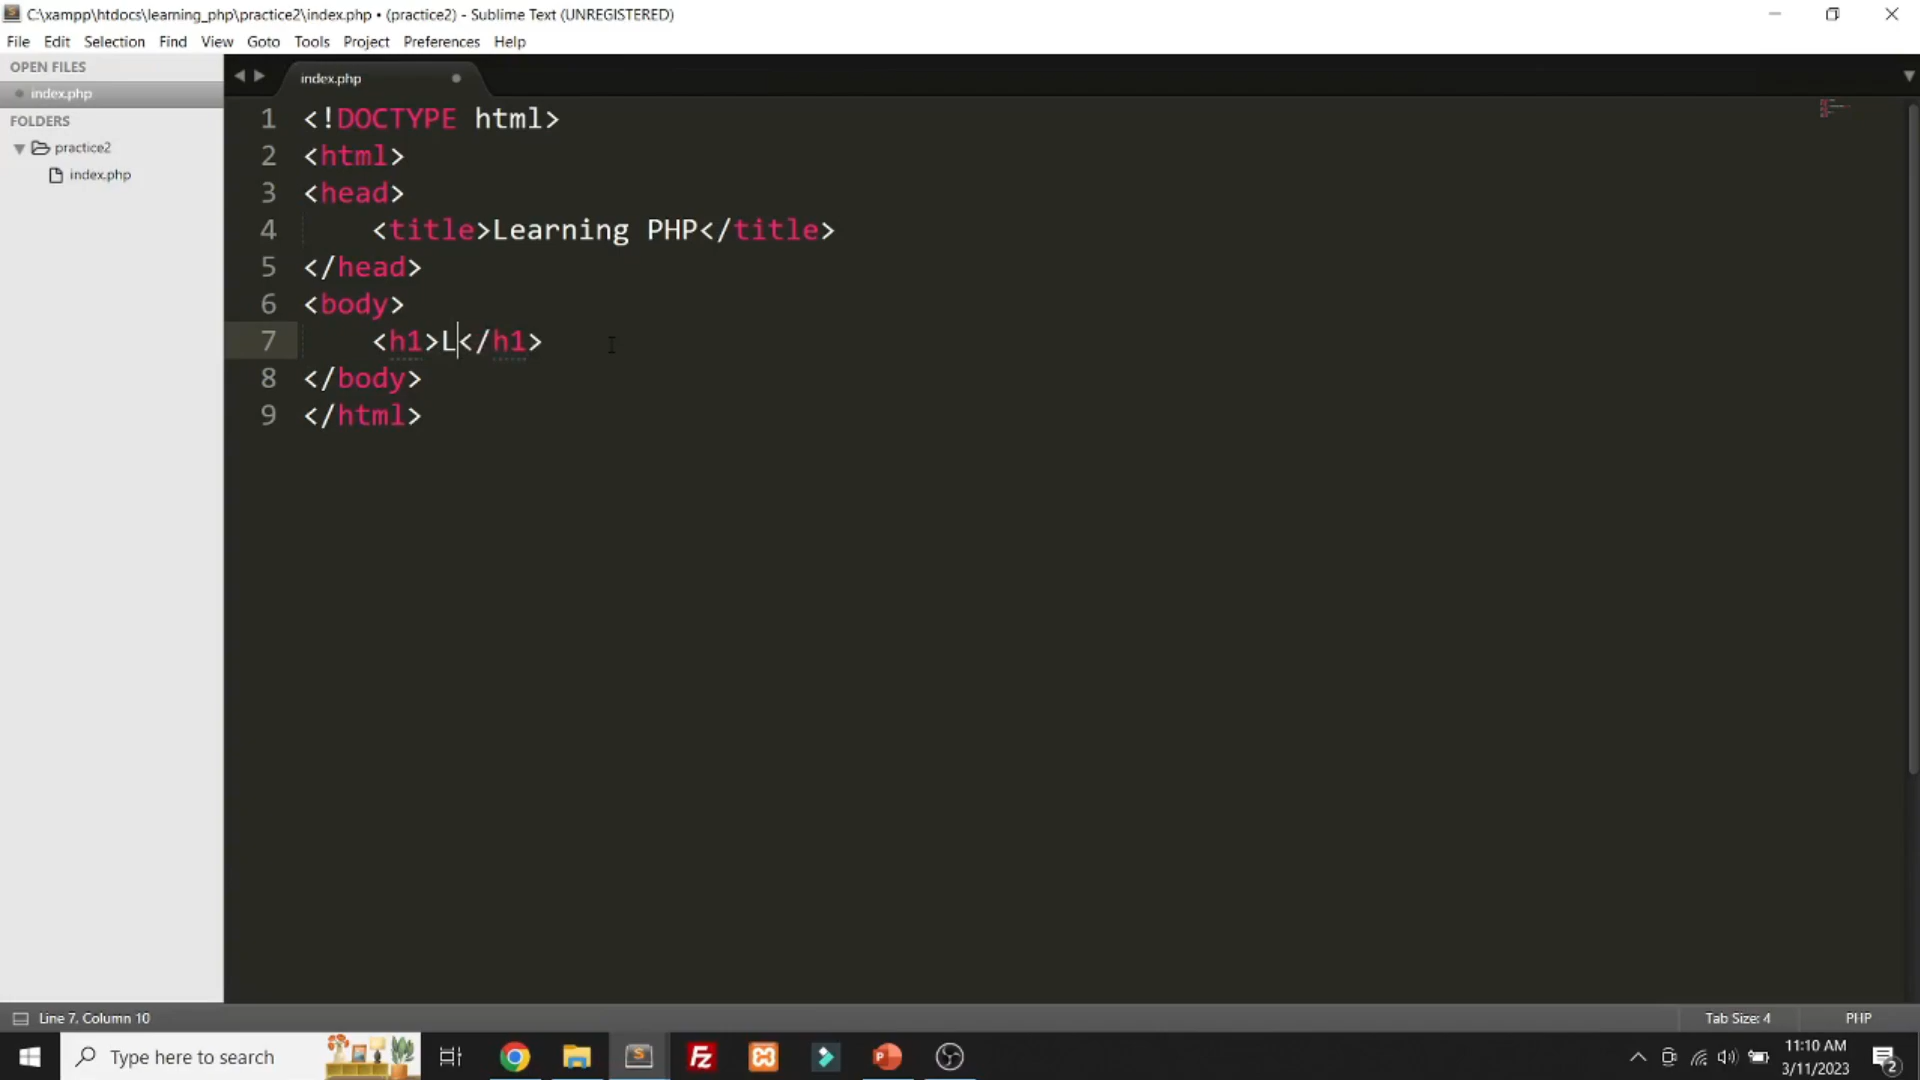 C:\xampp\htdocs\learning_php\practice2\index.php • (practice2) - Sublime Text (UNREGISTERED)
File Edit Selection Find View Goto Tools Project Preferences Help
OPEN FILES
index.php
FOLDERS
practice2
index.php
index.php
1 <!DOCTYPE html>
2 <html>
3 <head>
4     <title>Learning PHP</title>
5 </head>
6 <body>
7     <h1>L</h1>
8 </body>
9 </html>
Line 7, Column 10
Tab Size: 4
PHP
Type here to search
11:10 AM
3/11/2023
2